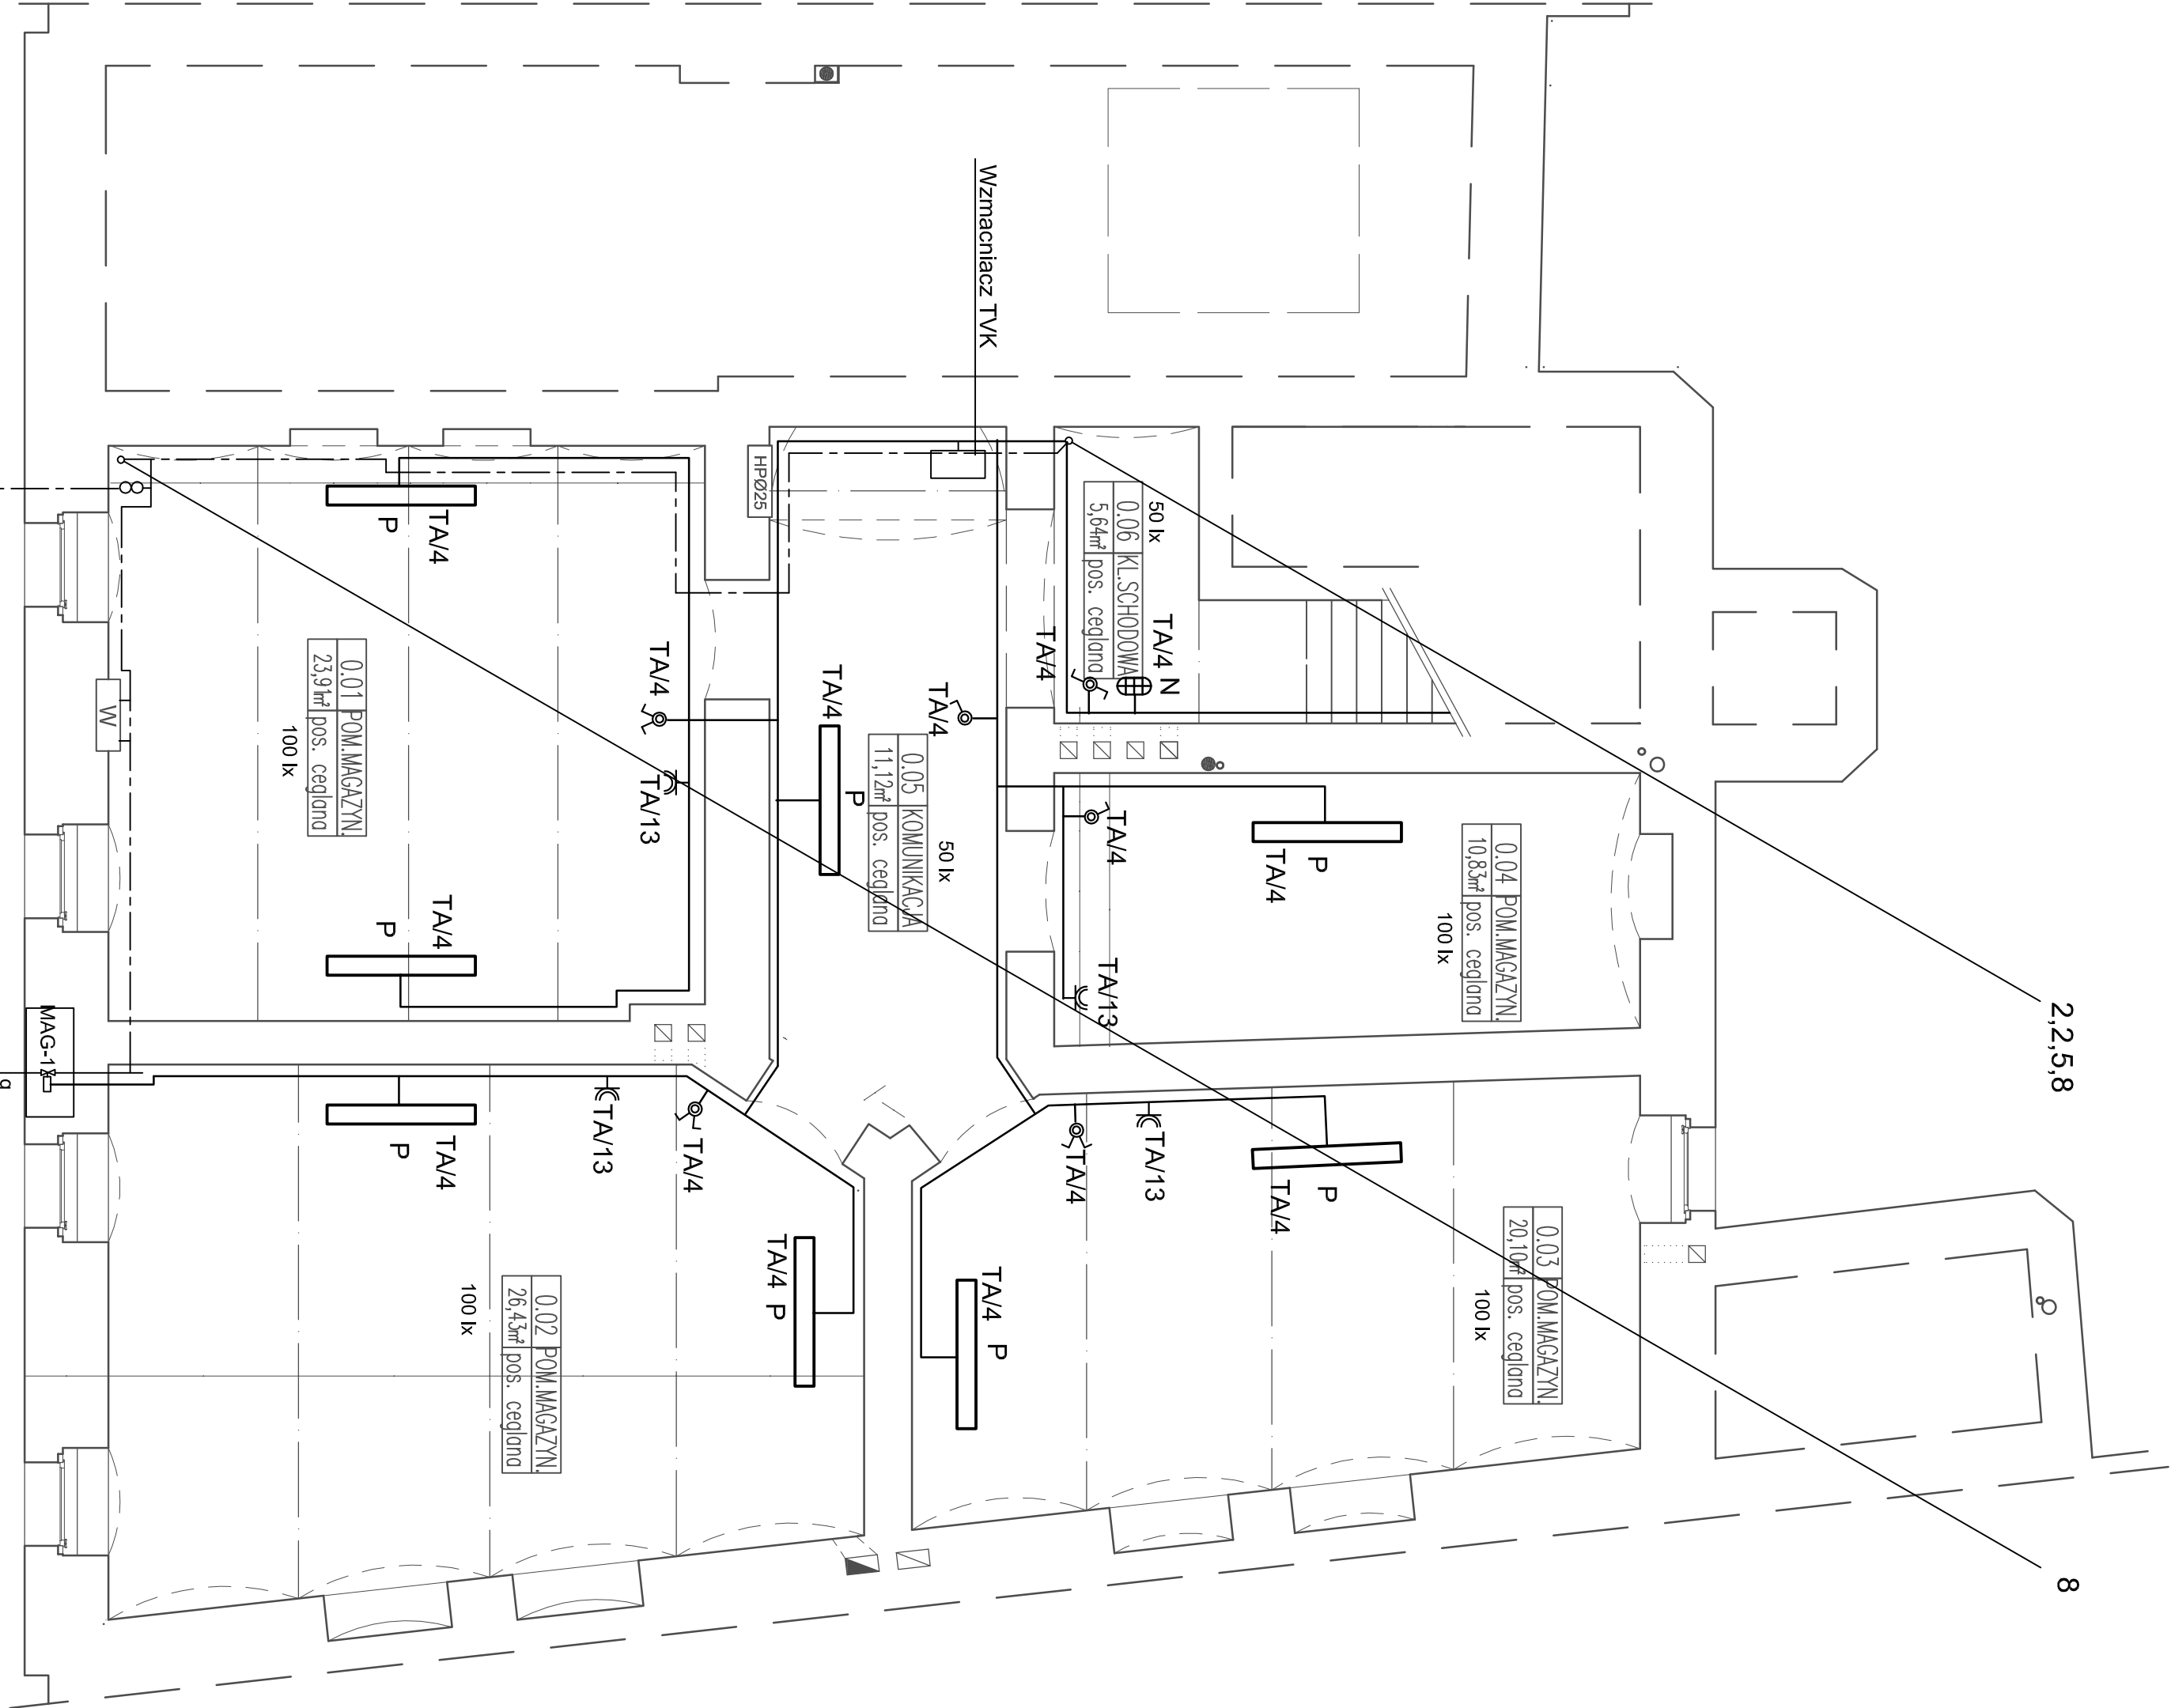 2,2,5,8
8
Wzmacniacz TVK
HPØ25
50 lx
0.06 KL.SCHODOWA
5,64m² pos. ceglana
TA/4 N
TA/4
TA/4
P
TA/4
TA/13
0.01 POM.MAGAZYN.
23,91m² pos. ceglana
100 lx
W
TA/4
P
TA/4
P
TA/4
50 lx
0.05 KOMUNIKACJA
11,12m² pos. ceglana
TA/4
TA/13
P
TA/4
0.04 POM.MAGAZYN.
10,83m² pos. ceglana
100 lx
MAG-1
g
TA/4
P
TA/13
TA/4
TA/4 P
0.02 POM.MAGAZYN.
26,43m² pos. ceglana
100 lx
TA/4
TA/13
P
TA/4
TA/4 P
0.03 POM.MAGAZYN.
20,10m² pos. ceglana
100 lx